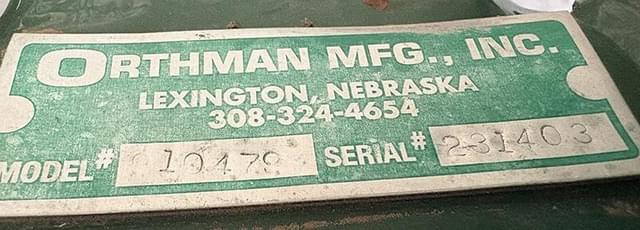 ORTHMAN MFG., INC.
LEXINGTON, NEBRASKA
308-324-4654
MODEL# SERIAL# 231403